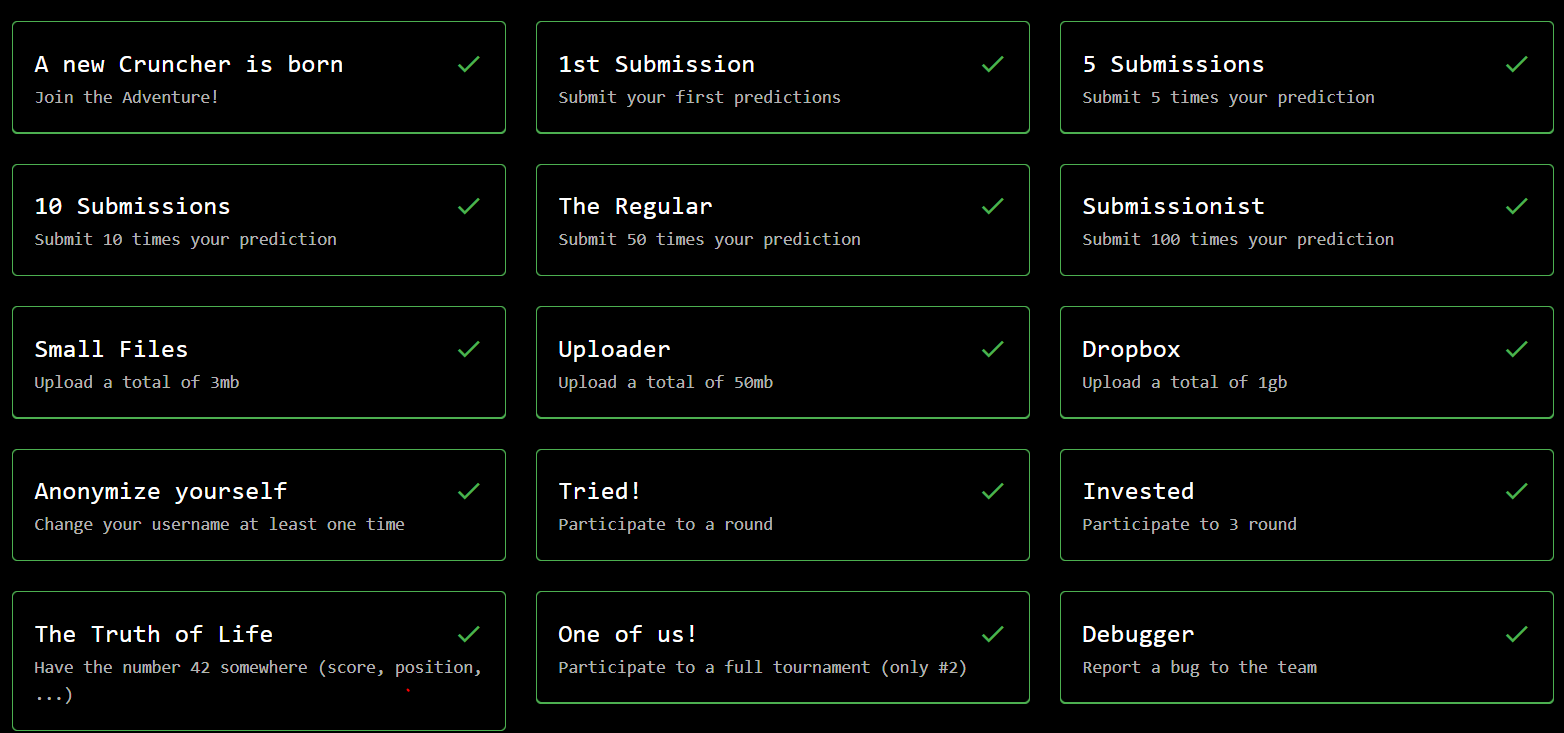 A new Cruncher is born
Join the Adventure!
1st Submission
Submit your first predictions
5 Submissions
Submit 5 times your prediction
10 Submissions
Submit 10 times your prediction
The Regular
Submit 50 times your prediction
Submissionist
Submit 100 times your prediction
Small Files
Upload a total of 3mb
Uploader
Upload a total of 50mb
Dropbox
Upload a total of 1gb
Anonymize yourself
Change your username at least one time
Tried!
Participate to a round
Invested
Participate to 3 round
The Truth of Life
Have the number 42 somewhere (score, position,
...)
One of us!
Participate to a full tournament (only #2)
Debugger
Report a bug to the team